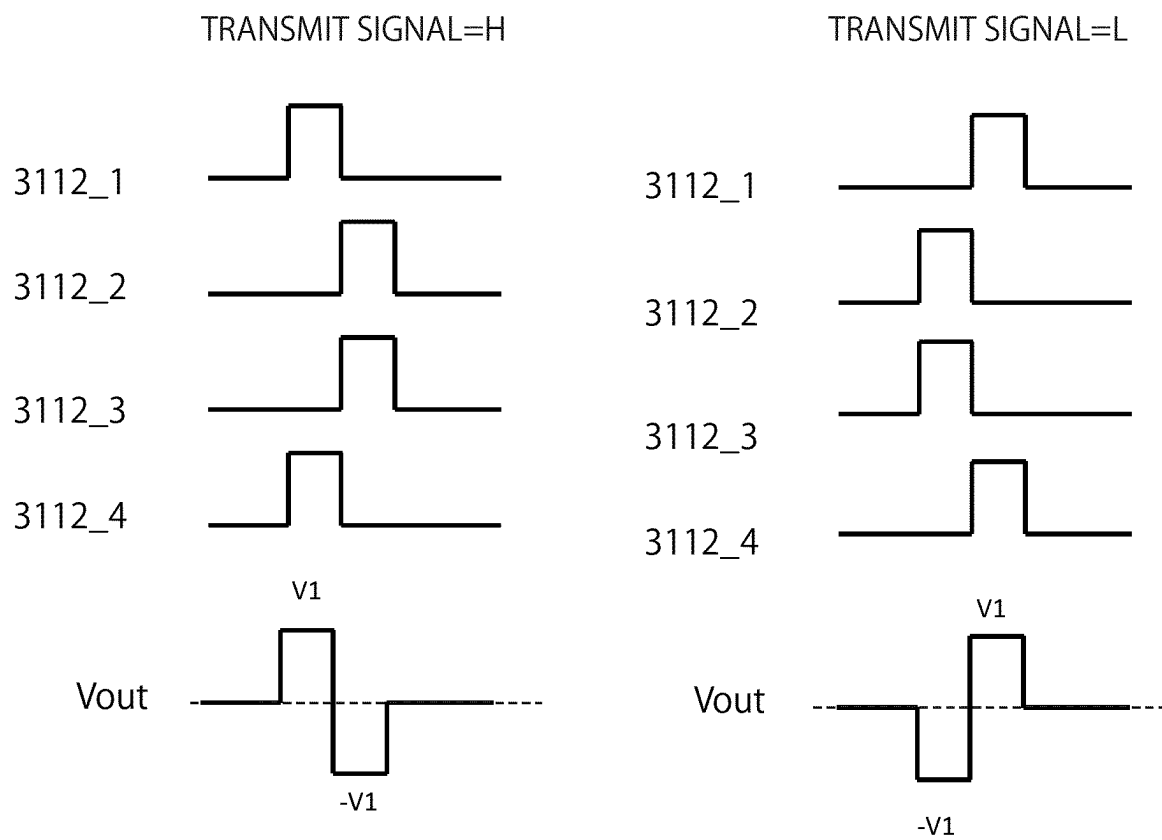 TRANSMIT SIGNAL=H
3112_1
3112_2
3112_3
3112_4
V1
Vout
-V1
TRANSMIT SIGNAL=L
3112_1
3112_2
3112_3
3112_4
V1
Vout
-V1